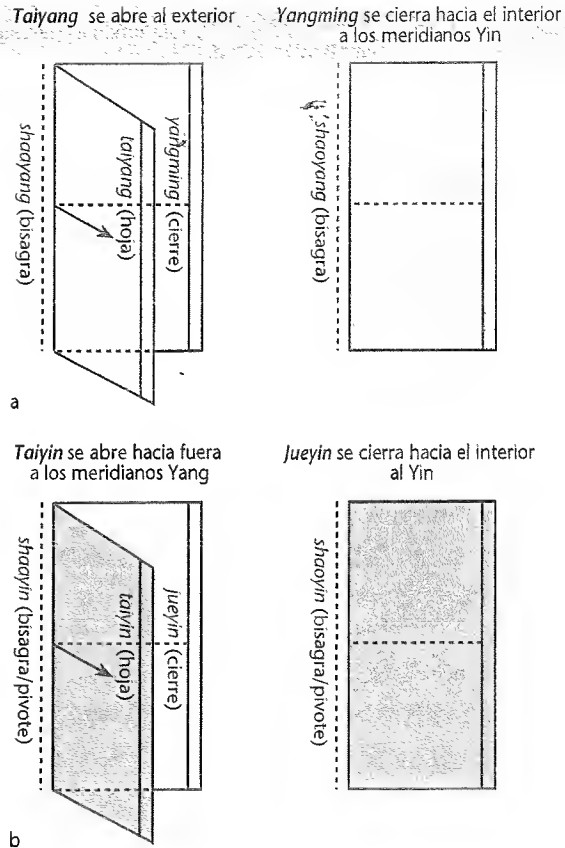 Taiyang se abre al exterior
Yangming se cierra hacia el interior
a los meridianos Yin
shaoyang (bisagra)
taiyang (hoja)
yangming (cierre)
shaoyang (bisagra)
a
Taiyin se abre hacia fuera
a los meridianos Yang
Jueyin se cierra hacia el interior
al Yin
shaoyin (bisagra/pivote)
taiyin (hoja)
jueyin (cierre)
shaoyin (bisagra/pivote)
b